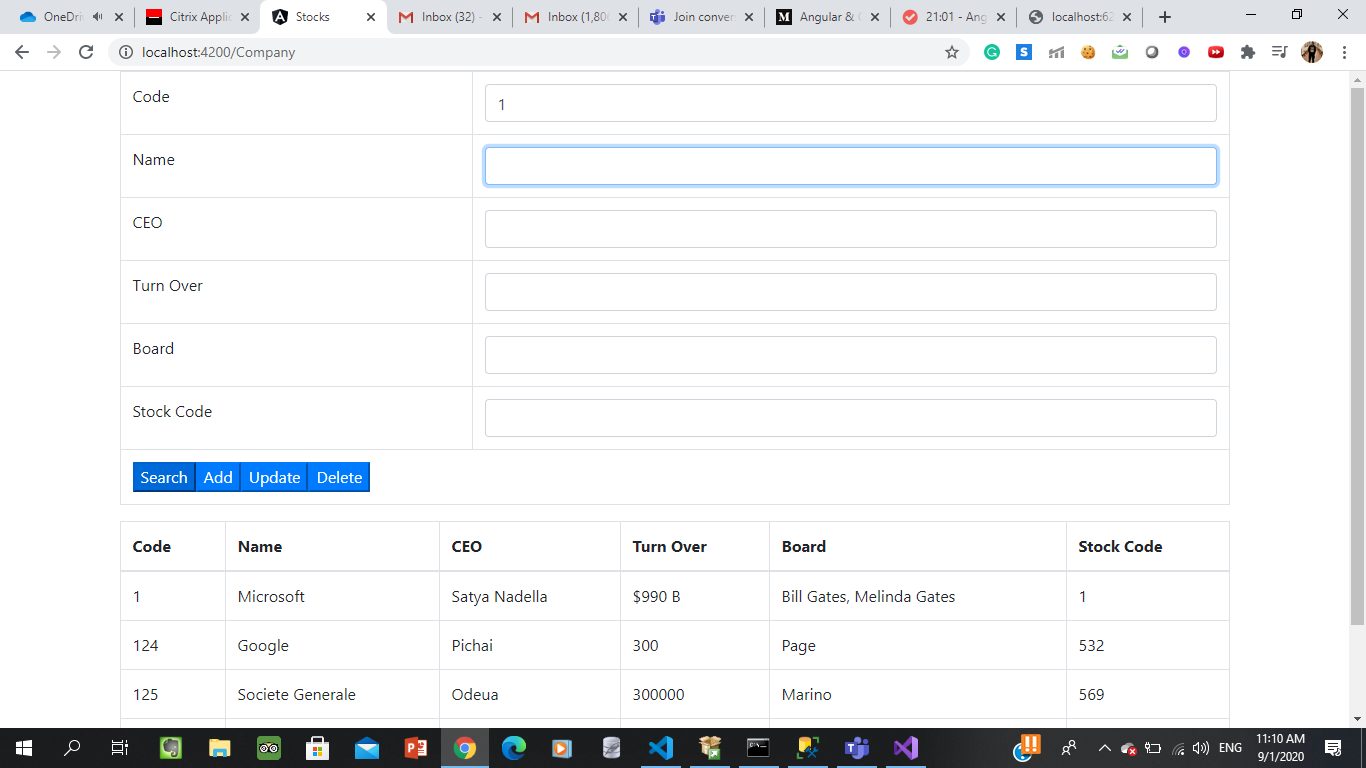 OneDri Citrix Applic Stocks Inbox (32) - Inbox (1,80 Join conver Angular & 21:01 - Ang localhost:62
localhost:4200/Company
Code 1
Name
CEO
Turn Over
Board
Stock Code
Search Add Update Delete
Code Name CEO Turn Over Board Stock Code
1 Microsoft Satya Nadella $990 B Bill Gates, Melinda Gates 1
124 Google Pichai 300 Page 532
125 Societe Generale Odeua 300000 Marino 569
ENG 11:10 AM
9/1/2020